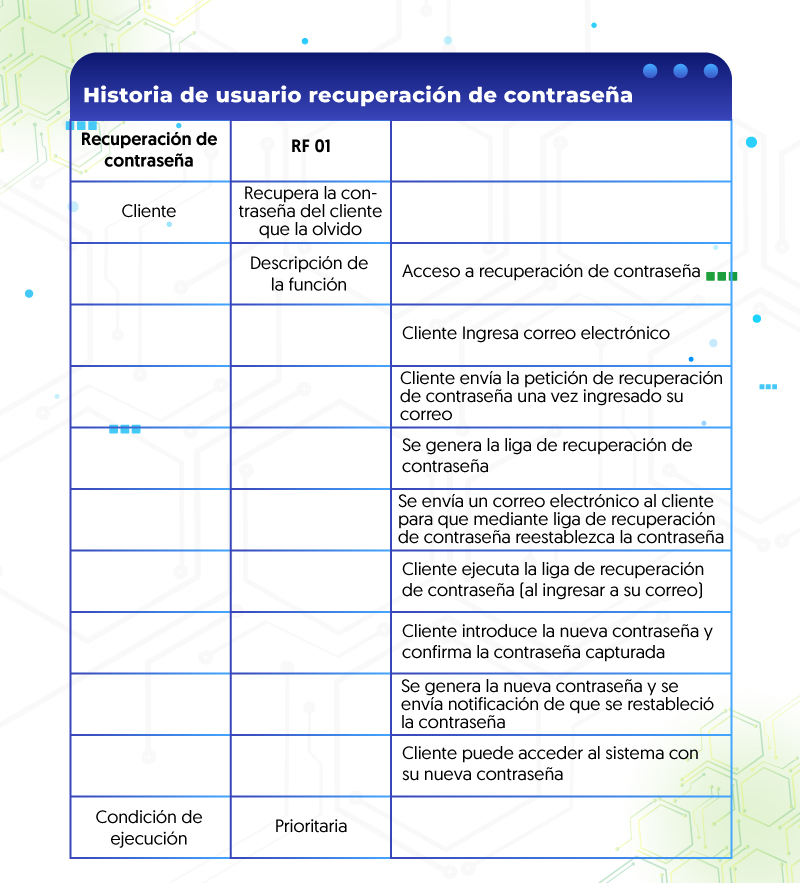 Historia de usuario recuperación de contraseña
Recuperación de
contraseña
RF 01
Cliente
Recupera la con-
traseña del cliente
que la olvido
Descripción de
la función
Acceso a recuperación de contraseña
Cliente Ingresa correo electrónico
Cliente envía la petición de recuperación
de contraseña una vez ingresado su
correo
Se genera la liga de recuperación de
contraseña
Se envía un correo electrónico al cliente
para que mediante liga de recuperación
de contraseña reestablezca la contraseña
Cliente ejecuta la liga de recuperación
de contraseña (al ingresar a su correo)
Cliente introduce la nueva contraseña y
confirma la contraseña capturada
Se genera la nueva contraseña y se
envía notificación de que se restableció
la contraseña
Cliente puede acceder al sistema con
su nueva contraseña
Condición de
ejecución
Prioritaria